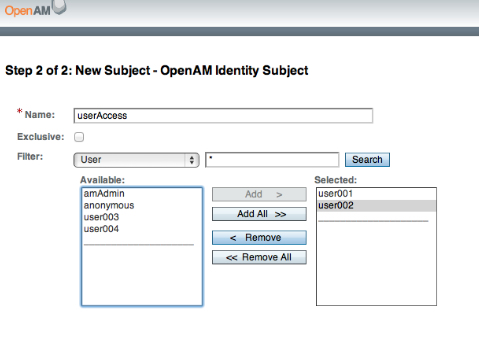 OpenAM
Step 2 of 2: New Subject - OpenAM Identity Subject
* Name: userAccess
Exclusive:
Filter: User * Search
Available: Selected:
amAdmin
anonymous
user003
user004
Add >
Add All >>
< Remove
<< Remove All
user001
user002